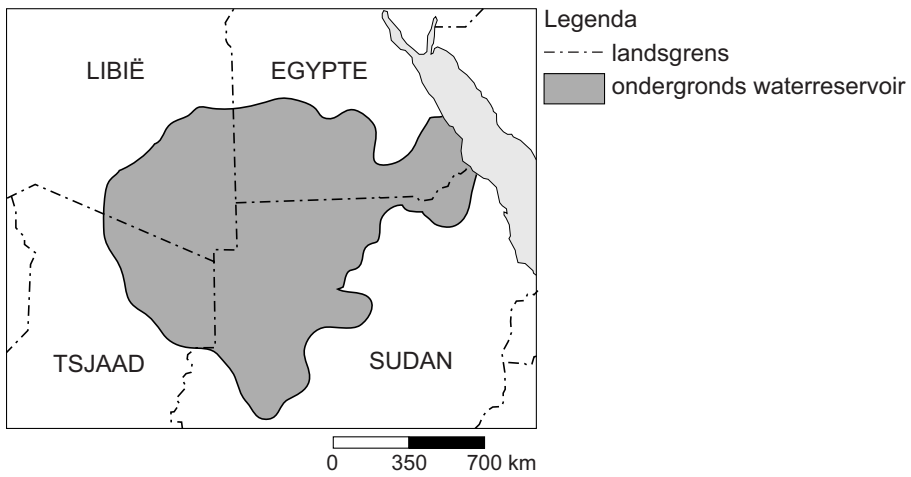 Legenda
landsgrens
ondergronds waterreservoir
LIBIË
EGYPTE
TSJAAD
SUDAN
0 350 700 km